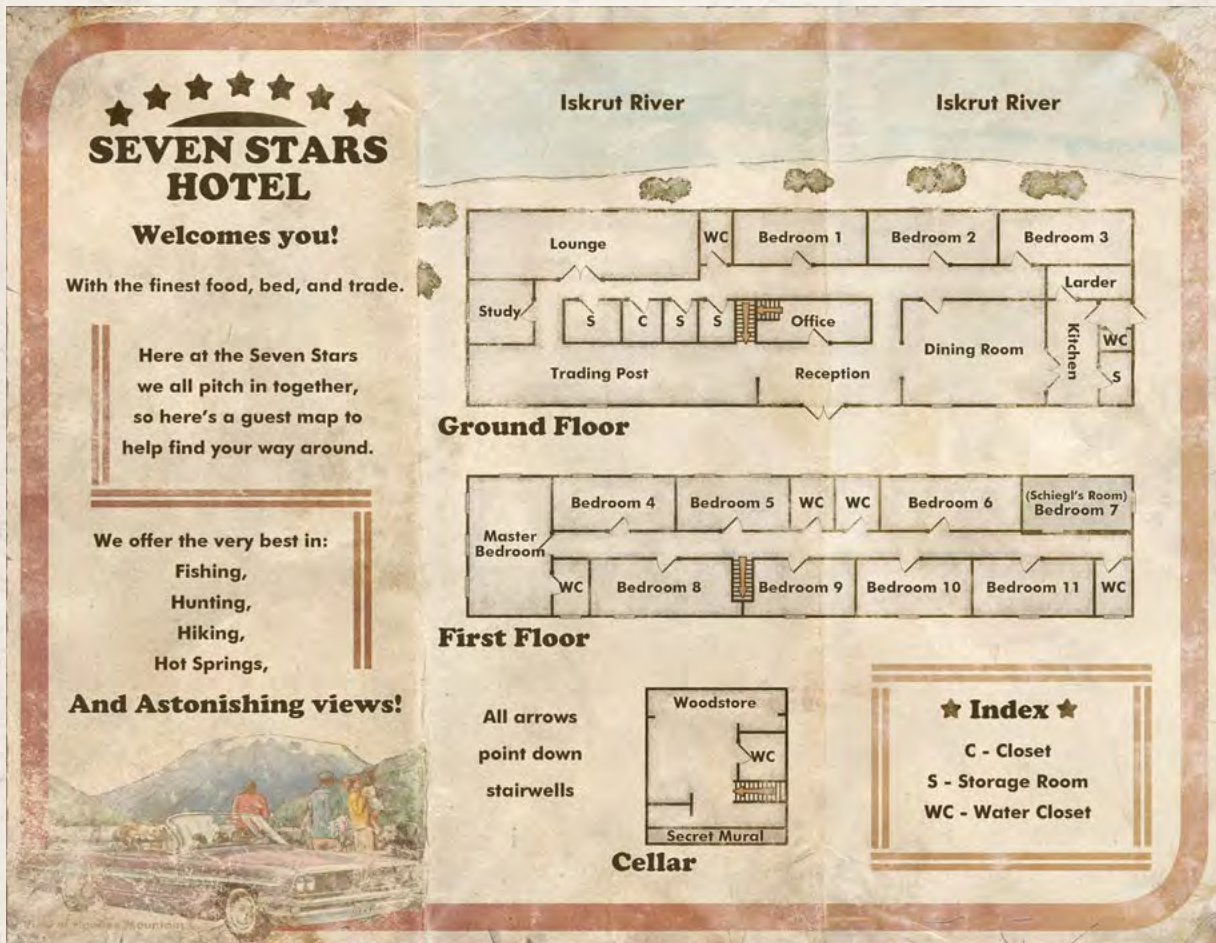 SEVEN STARS
HOTEL
Welcomes you!
With the finest food, bed, and trade.
Here at the Seven Stars
we all pitch in together,
so here's a guest map to
help find your way around.
We offer the very best in:
Fishing,
Hunting,
Hiking,
Hot Springs,
And Astonishing views!
Iskrut River
Iskrut River
Lounge
WC
Bedroom 1
Bedroom 2
Bedroom 3
Larder
Study
S
C
S
S
Office
Dining Room
Kitchen
WC
S
Trading Post
Reception
Ground Floor
Bedroom 4
Bedroom 5
WC
WC
Bedroom 6
(Schiegl's Room)
Bedroom 7
Master
Bedroom
WC
Bedroom 8
Bedroom 9
Bedroom 10
Bedroom 11
WC
First Floor
All arrows
point down
stairwells
Woodstore
WC
Secret Mural
Cellar
Index
C - Closet
S - Storage Room
WC - Water Closet
View of
Mountain